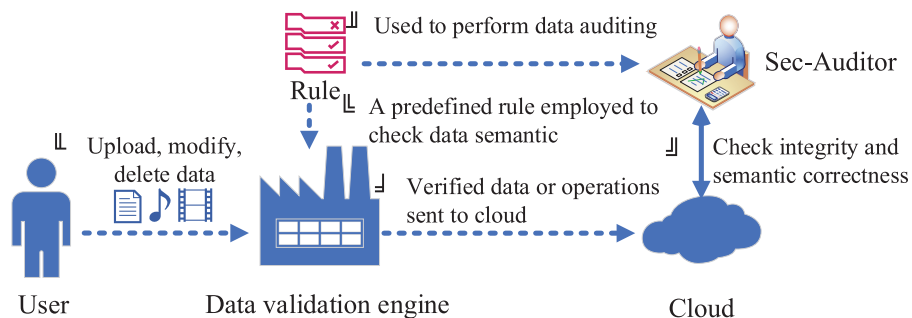 Used to perform data auditing
Sec-Auditor
Rule
A predefined rule employed to
check data semantic
Upload, modify,
delete data
Check integrity and
semantic correctness
Verified data or operations
sent to cloud
User
Data validation engine
Cloud